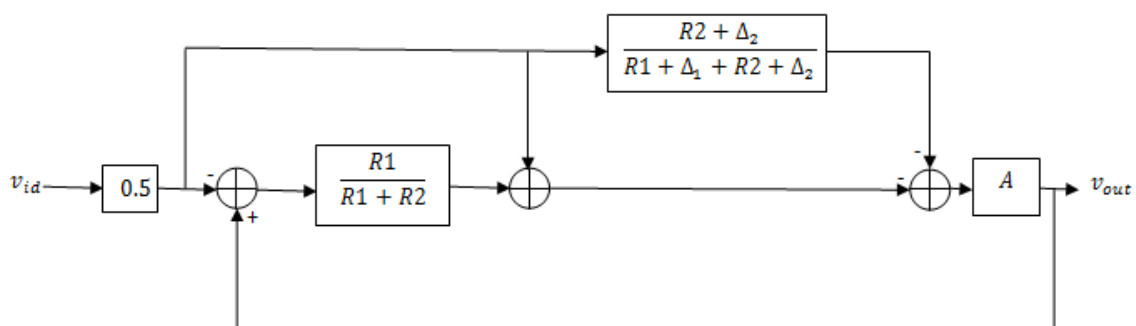 R2 + Δ₂
R1 + Δ₁ + R2 + Δ₂
-
v_id
0.5
-
+
R1
R1 + R2
-
A
v_out